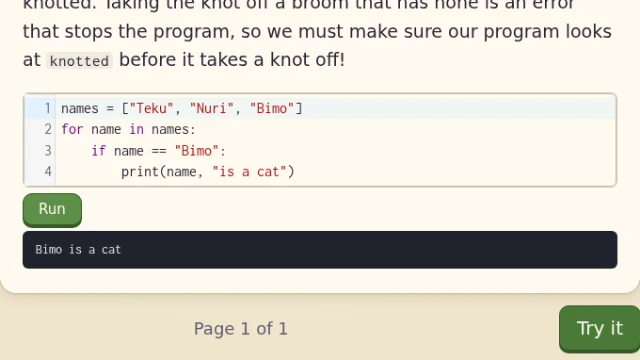 knotted. Taking the knot off a broom that has none is an error
that stops the program, so we must make sure our program looks
at knotted before it takes a knot off!
1 names = ["Teku", "Nuri", "Bimo"]
2 for name in names:
3     if name == "Bimo":
4         print(name, "is a cat")
Run
Bimo is a cat
Page 1 of 1
Try it